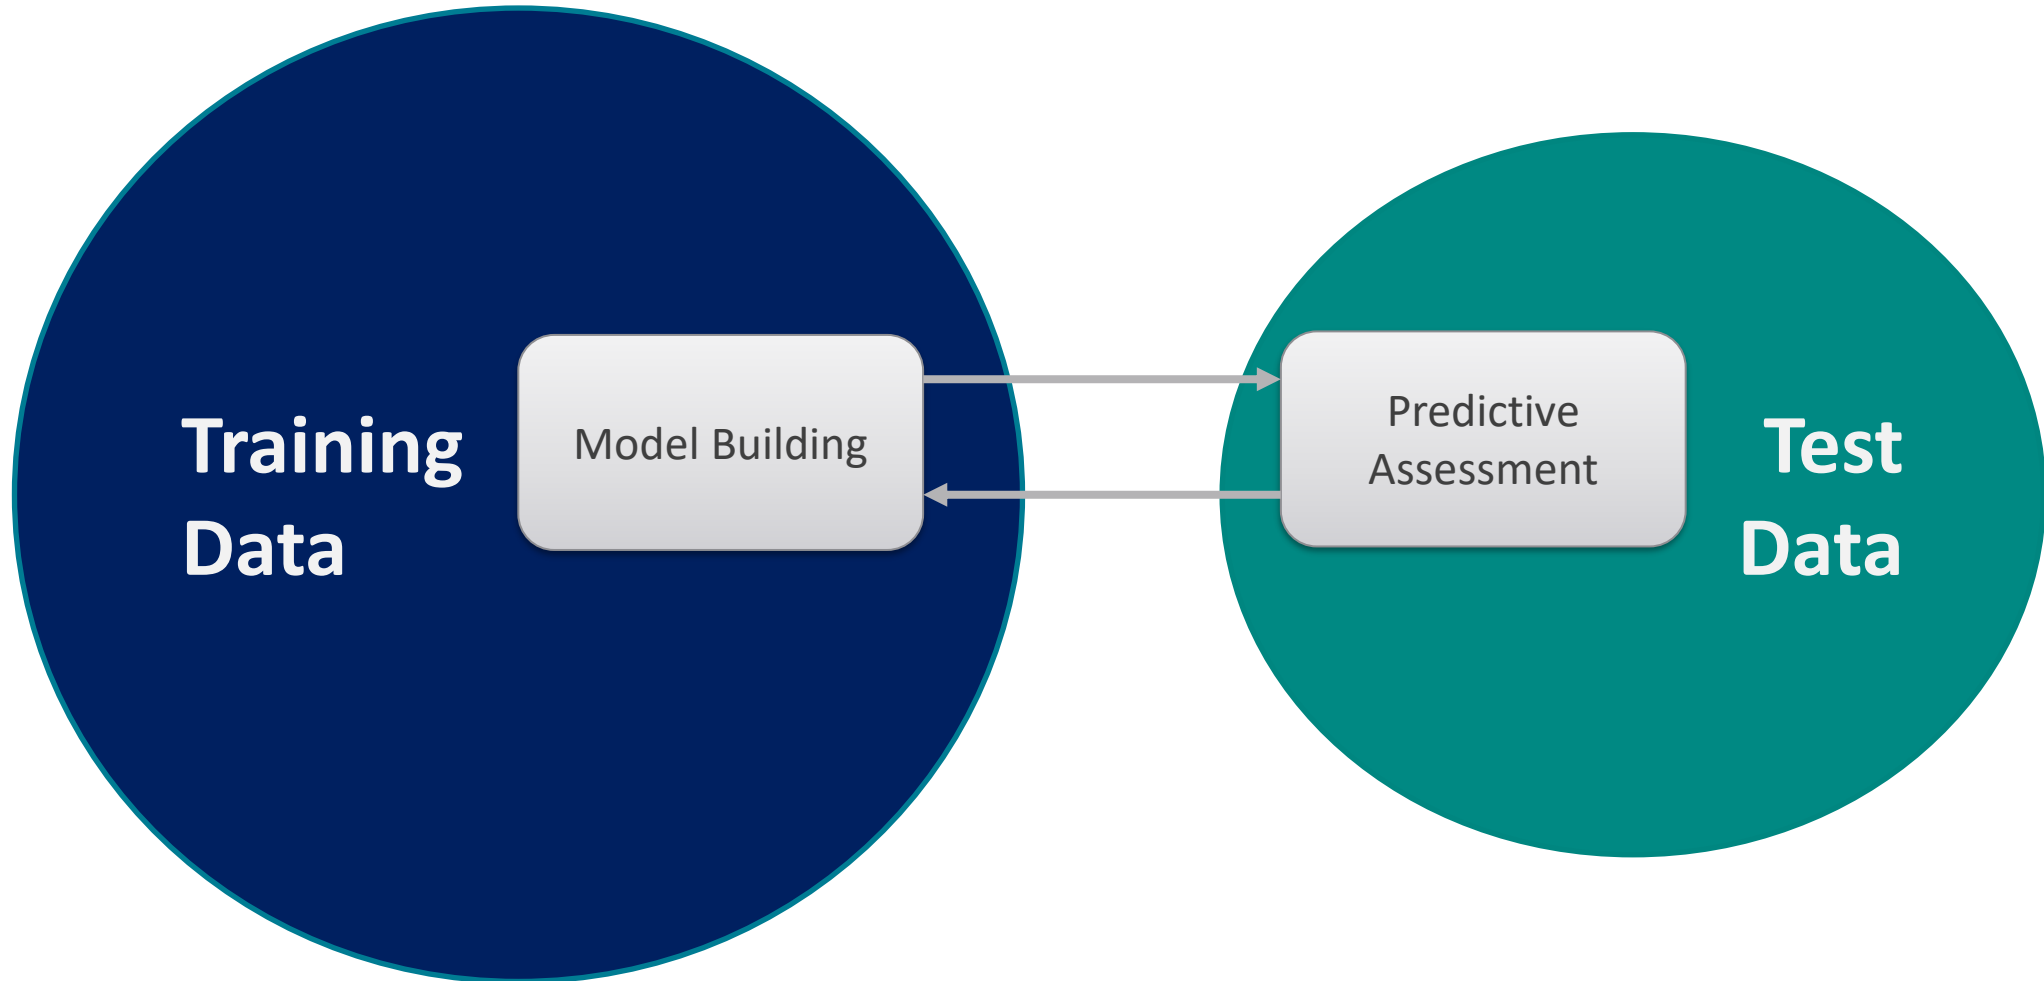 Training
Data
Model Building
Predictive
Assessment
Test
Data